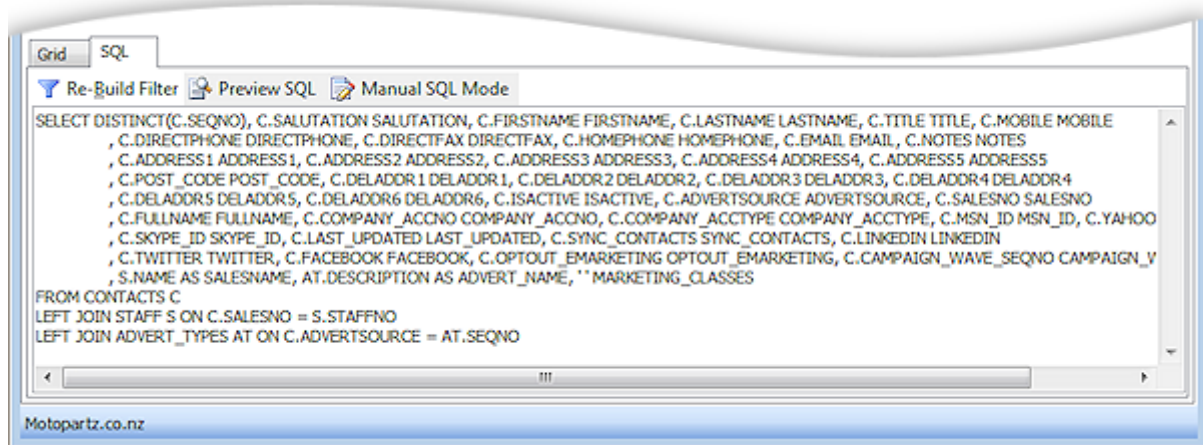 Grid SQL
Re-Build Filter Preview SQL Manual SQL Mode
SELECT DISTINCT(C.SEQNO), C.SALUTATION SALUTATION, C.FIRSTNAME FIRSTNAME, C.LASTNAME LASTNAME, C.TITLE TITLE, C.MOBILE MOBILE
, C.DIRECTPHONE DIRECTPHONE, C.DIRECTFAX DIRECTFAX, C.HOMEPHONE HOMEPHONE, C.EMAIL EMAIL, C.NOTES NOTES
, C.ADDRESS1 ADDRESS1, C.ADDRESS2 ADDRESS2, C.ADDRESS3 ADDRESS3, C.ADDRESS4 ADDRESS4, C.ADDRESS5 ADDRESS5
, C.POST_CODE POST_CODE, C.DELADDR1 DELADDR1, C.DELADDR2 DELADDR2, C.DELADDR3 DELADDR3, C.DELADDR4 DELADDR4
, C.DELADDR5 DELADDR5, C.DELADDR6 DELADDR6, C.ISACTIVE ISACTIVE, C.ADVERTSOURCE ADVERTSOURCE, C.SALESNO SALESNO
, C.FULLNAME FULLNAME, C.COMPANY_ACCNO COMPANY_ACCNO, C.COMPANY_ACCTYPE COMPANY_ACCTYPE, C.MSN_ID MSN_ID, C.YAHOO
, C.SKYPE_ID SKYPE_ID, C.LAST_UPDATED LAST_UPDATED, C.SYNC_CONTACTS SYNC_CONTACTS, C.LINKEDIN LINKEDIN
, C.TWITTER TWITTER, C.FACEBOOK FACEBOOK, C.OPTOUT_EMARKETING OPTOUT_EMARKETING, C.CAMPAIGN_WAVE_SEQNO CAMPAIGN_W
, S.NAME AS SALESNAME, AT.DESCRIPTION AS ADVERT_NAME, ' ' MARKETING_CLASSES
FROM CONTACTS C
LEFT JOIN STAFF S ON C.SALESNO = S.STAFFNO
LEFT JOIN ADVERT_TYPES AT ON C.ADVERTSOURCE = AT.SEQNO
Motopartz.co.nz